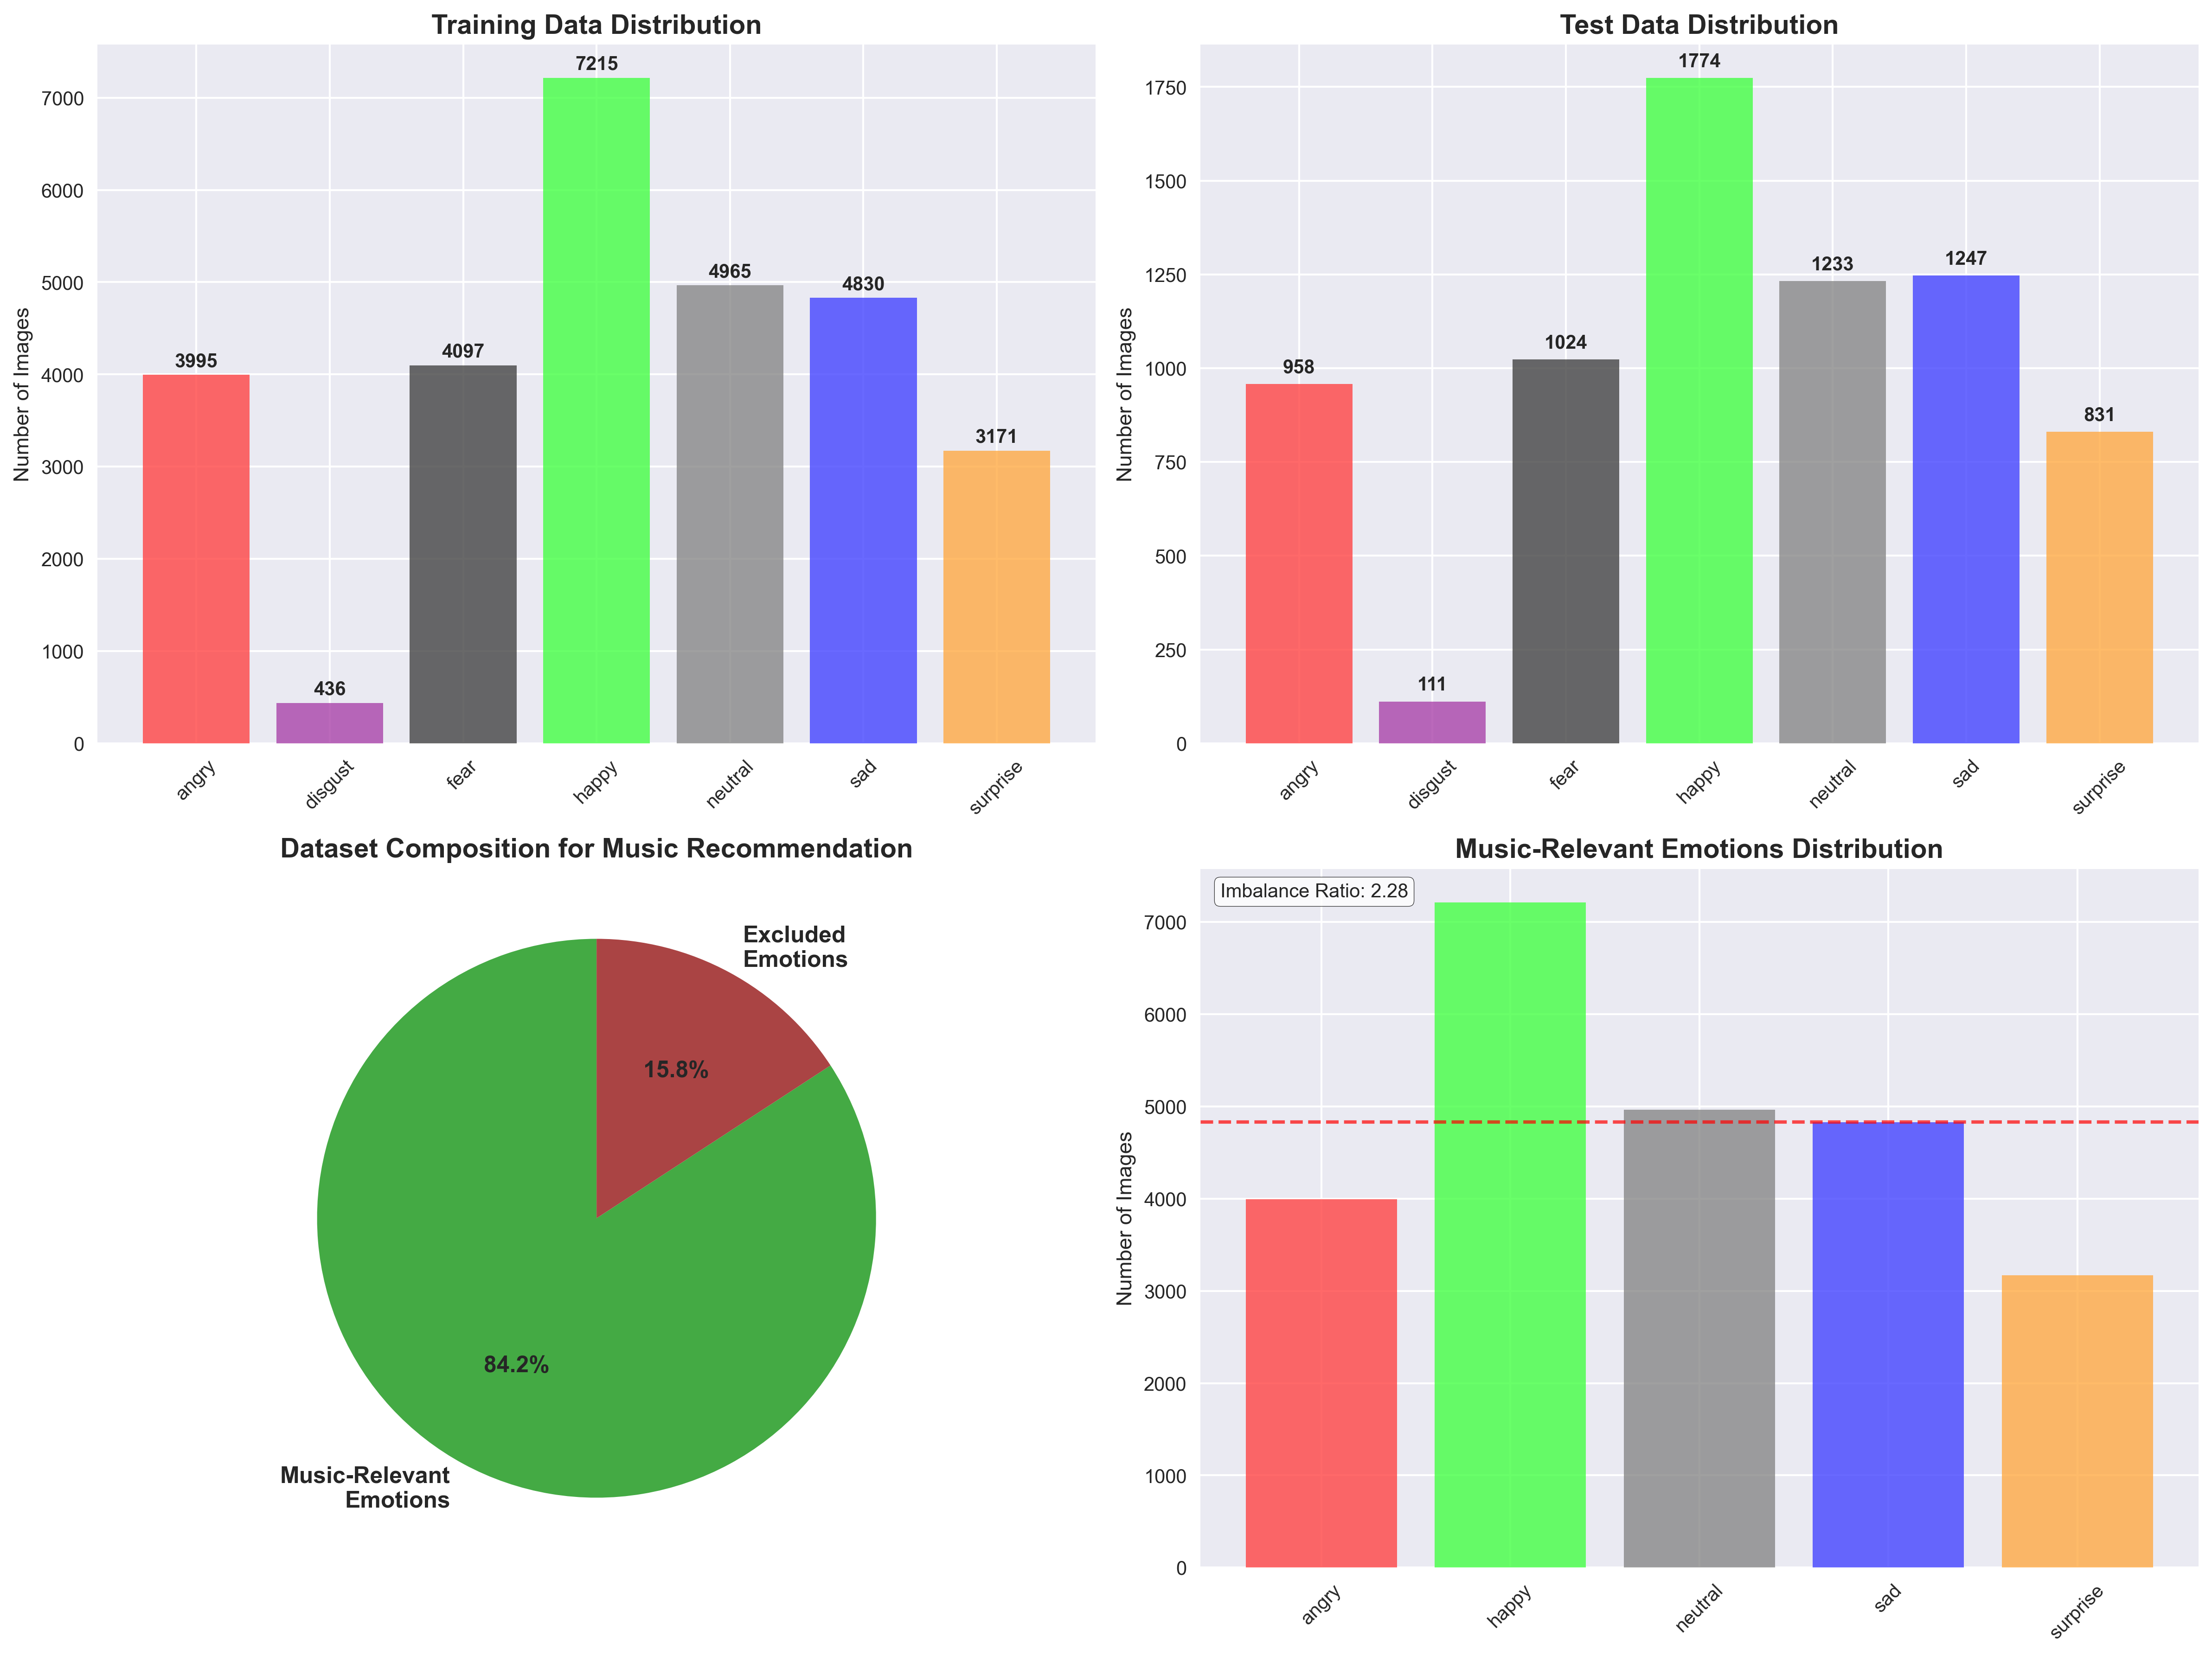 Training Data Distribution
Number of Images
7000
6000
5000
4000
3000
2000
1000
0
3995
436
4097
7215
4965
4830
3171
angry
disgust
fear
happy
neutral
sad
surprise
Test Data Distribution
Number of Images
1750
1500
1250
1000
750
500
250
0
958
111
1024
1774
1233
1247
831
angry
disgust
fear
happy
neutral
sad
surprise
Dataset Composition for Music Recommendation
Excluded
Emotions
15.8%
84.2%
Music-Relevant
Emotions
Music-Relevant Emotions Distribution
Imbalance Ratio: 2.28
Number of Images
7000
6000
5000
4000
3000
2000
1000
0
angry
happy
neutral
sad
surprise